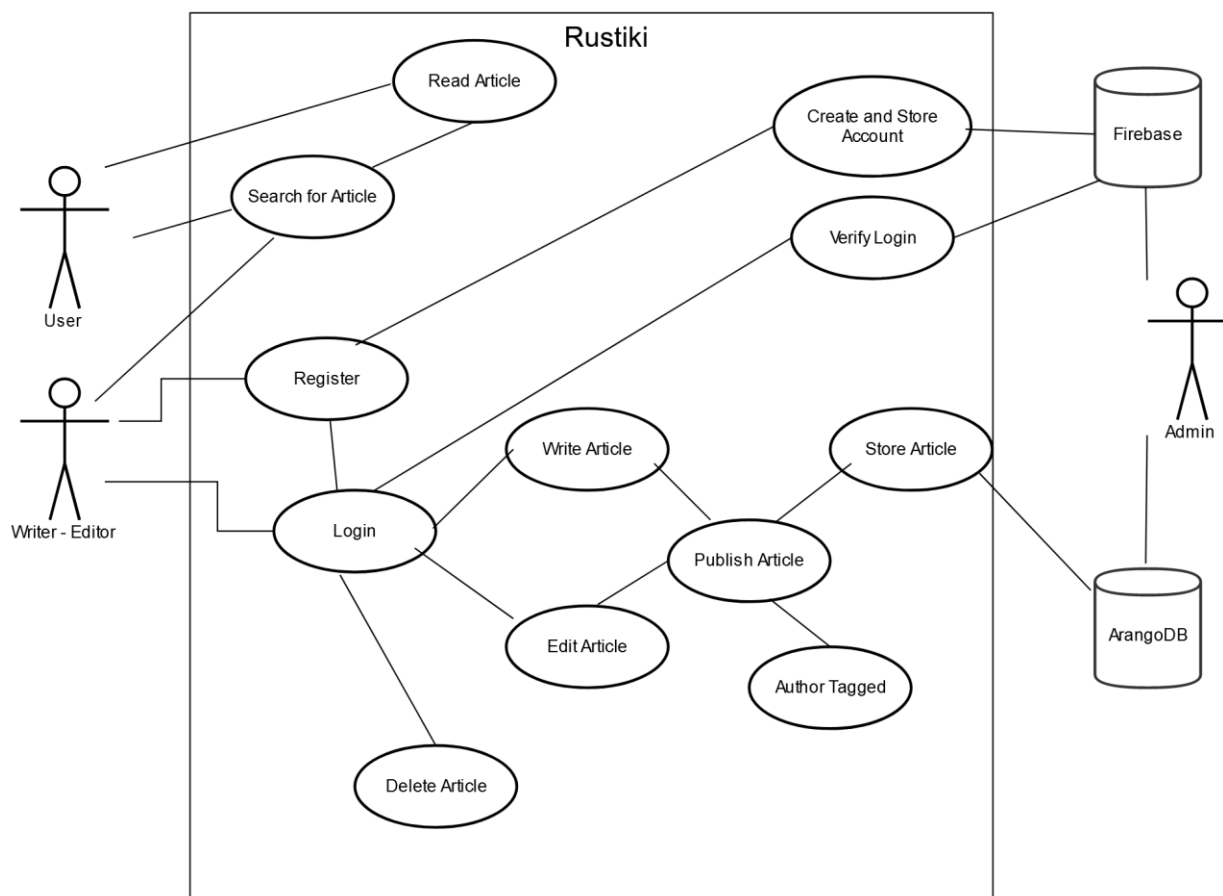 Rustiki
Read Article
Create and Store
Account
Firebase
Search for Article
Verify Login
User
Register
Admin
Write Article
Store Article
Writer - Editor
Login
Publish Article
Edit Article
ArangoDB
Author Tagged
Delete Article